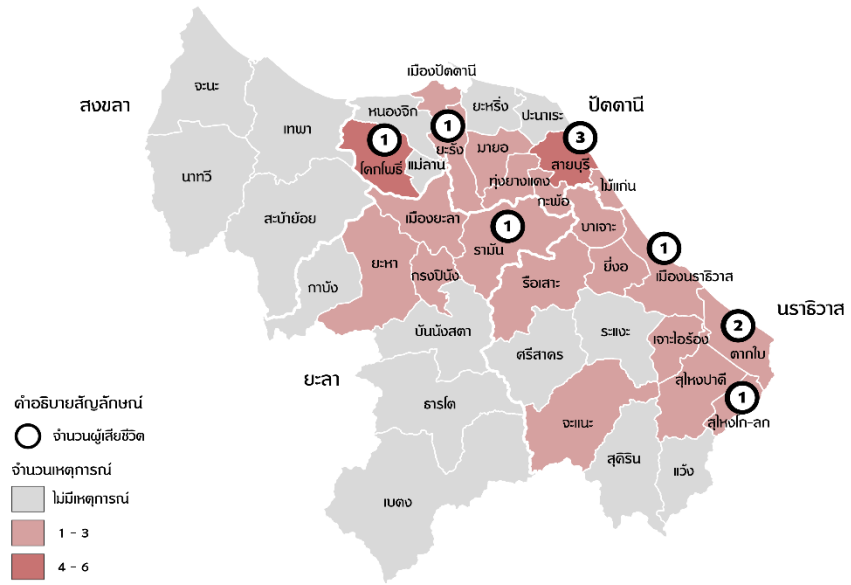 เมืองปัตตานี
สงขลา
จะนะ
หนองจิก
ยะหริ่ง
ปะนาเระ
ปัตตานี
เทพา
1
1
3
ยะรัง
มายอ
สายบุรี
โคกโพธิ์
แม่ลาน
นาทวี
ทุ่งยางแดง
ไม้แก่น
กะพ้อ
สะบ้าย้อย
เมืองยะลา
1
บาเจาะ
รามัน
1
ยะหา
กรงปินัง
ยี่งอ
เมืองนราธิวาส
กาบัง
รือเสาะ
นราธิวาส
บันนังสตา
ระแงะ
2
ศรีสาคร
เจาะไอร้อง
ตากใบ
ยะลา
สุไหงปาดี
ธารโต
1
สุไหงโก-ลก
จะแนะ
สุคิริน
แว้ง
เบตง
คำอธิบายสัญลักษณ์
จำนวนผู้เสียชีวิต
จำนวนเหตุการณ์
ไม่มีเหตุการณ์
1 - 3
4 - 6